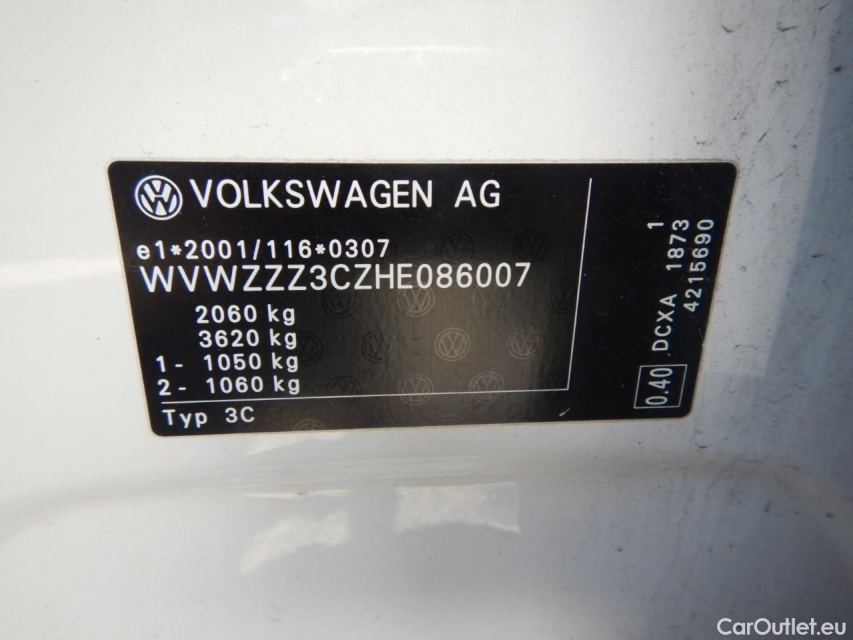 VOLKSWAGEN AG
e1*2001/116*0307
WVWZZZ3CZHE086007
2060 kg
3620 kg
1- 1050 kg
2- 1060 kg
Typ 3C
1
DCXA 1873
4215690
0.40
CarOutlet.eu